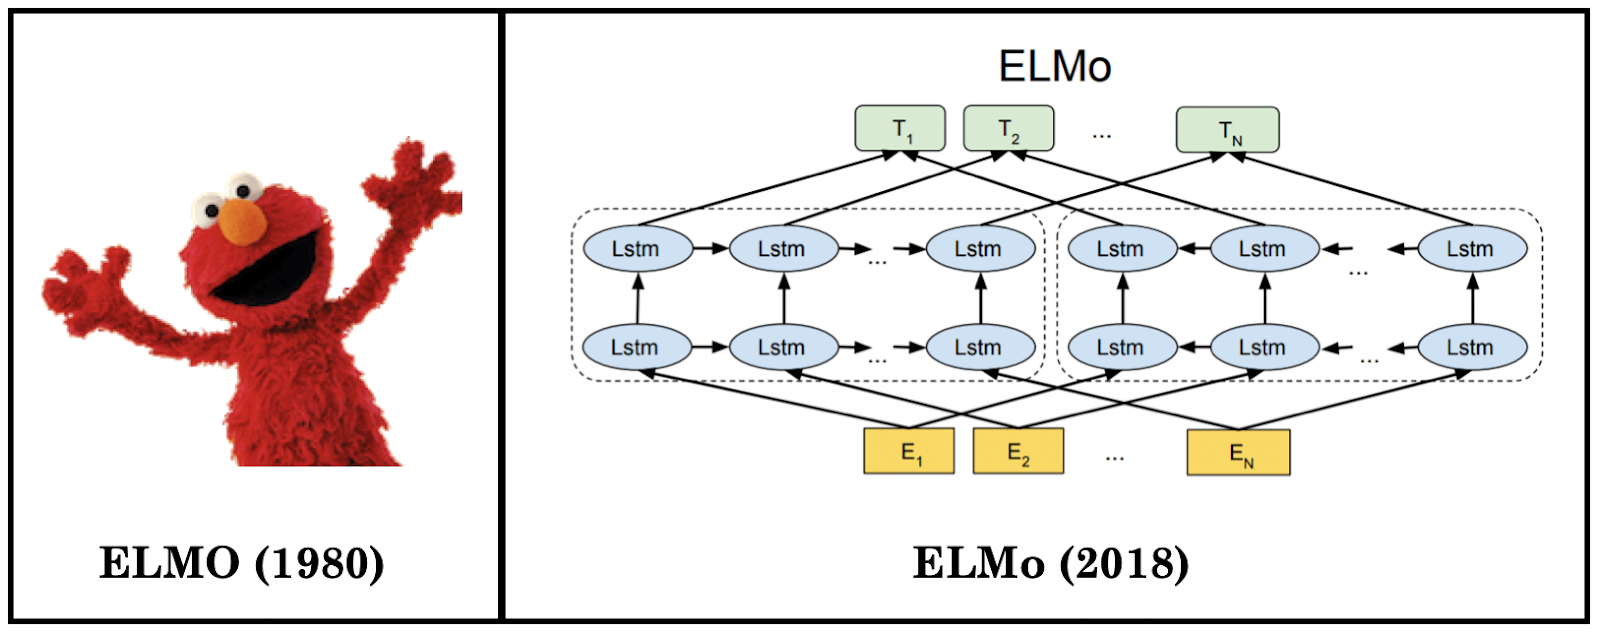 ELMo
T1 T2 ... TN
Lstm Lstm ... Lstm Lstm Lstm ... Lstm
Lstm Lstm ... Lstm Lstm Lstm ... Lstm
E1 E2 ... EN
ELMO (1980) ELMo (2018)